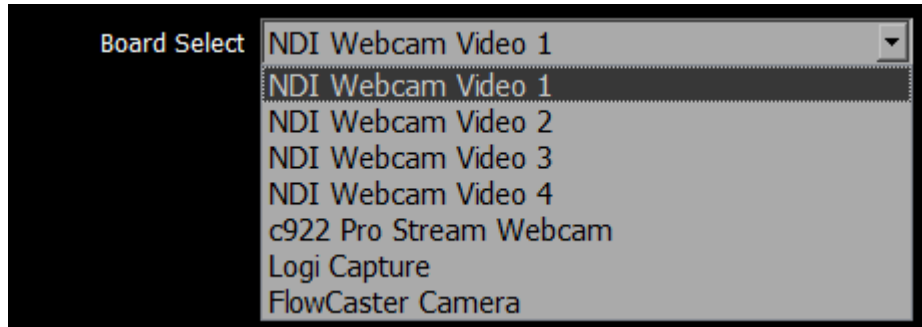 Board Select NDI Webcam Video 1
NDI Webcam Video 1
NDI Webcam Video 2
NDI Webcam Video 3
NDI Webcam Video 4
c922 Pro Stream Webcam
Logi Capture
FlowCaster Camera